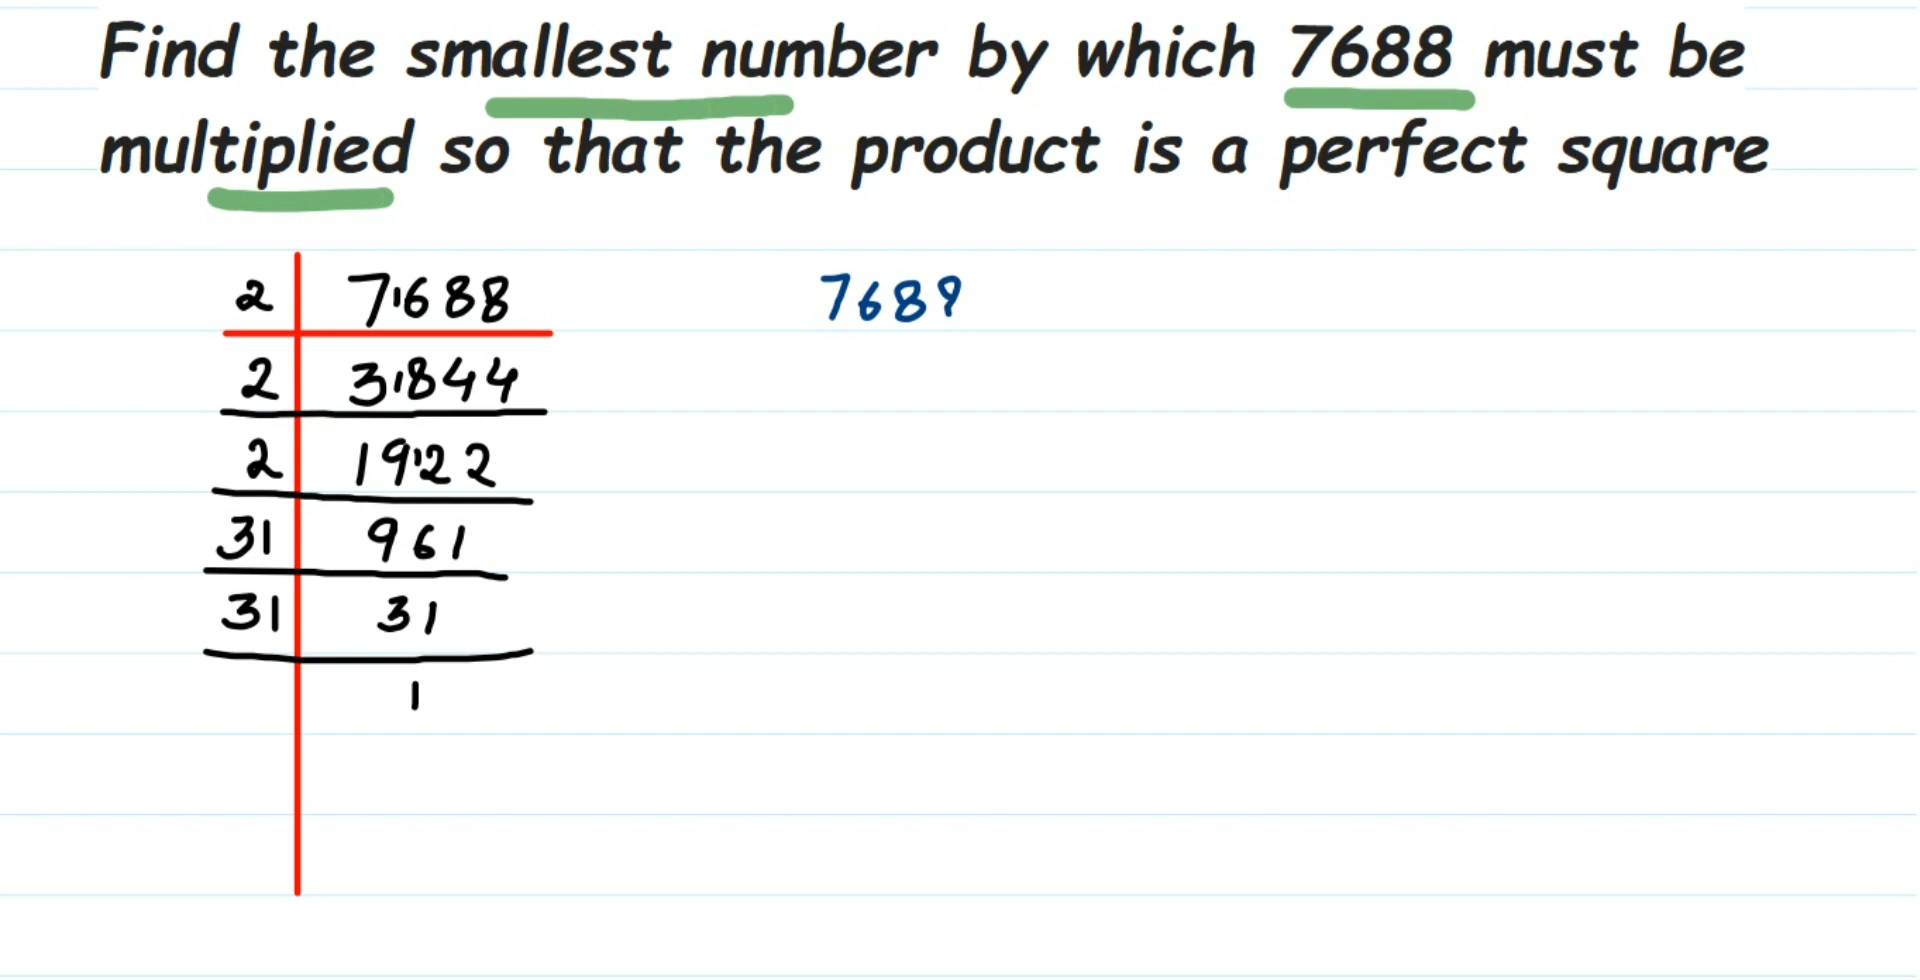 Find the smallest number by which 7688 must be
multiplied so that the product is a perfect square
2 7688 768
2 3844
2 1922
31 961
31 31
1